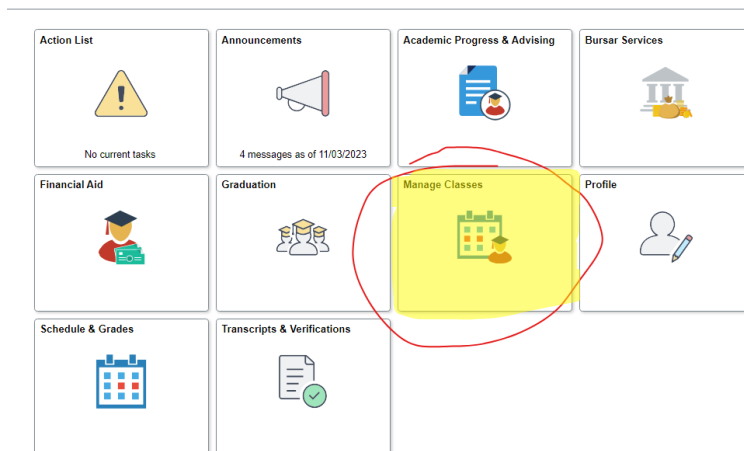 Action List
No current tasks
Announcements
4 messages as of 11/03/2023
Academic Progress & Advising
Bursar Services
Financial Aid
Graduation
Manage Classes
Profile
Schedule & Grades
Transcripts & Verifications